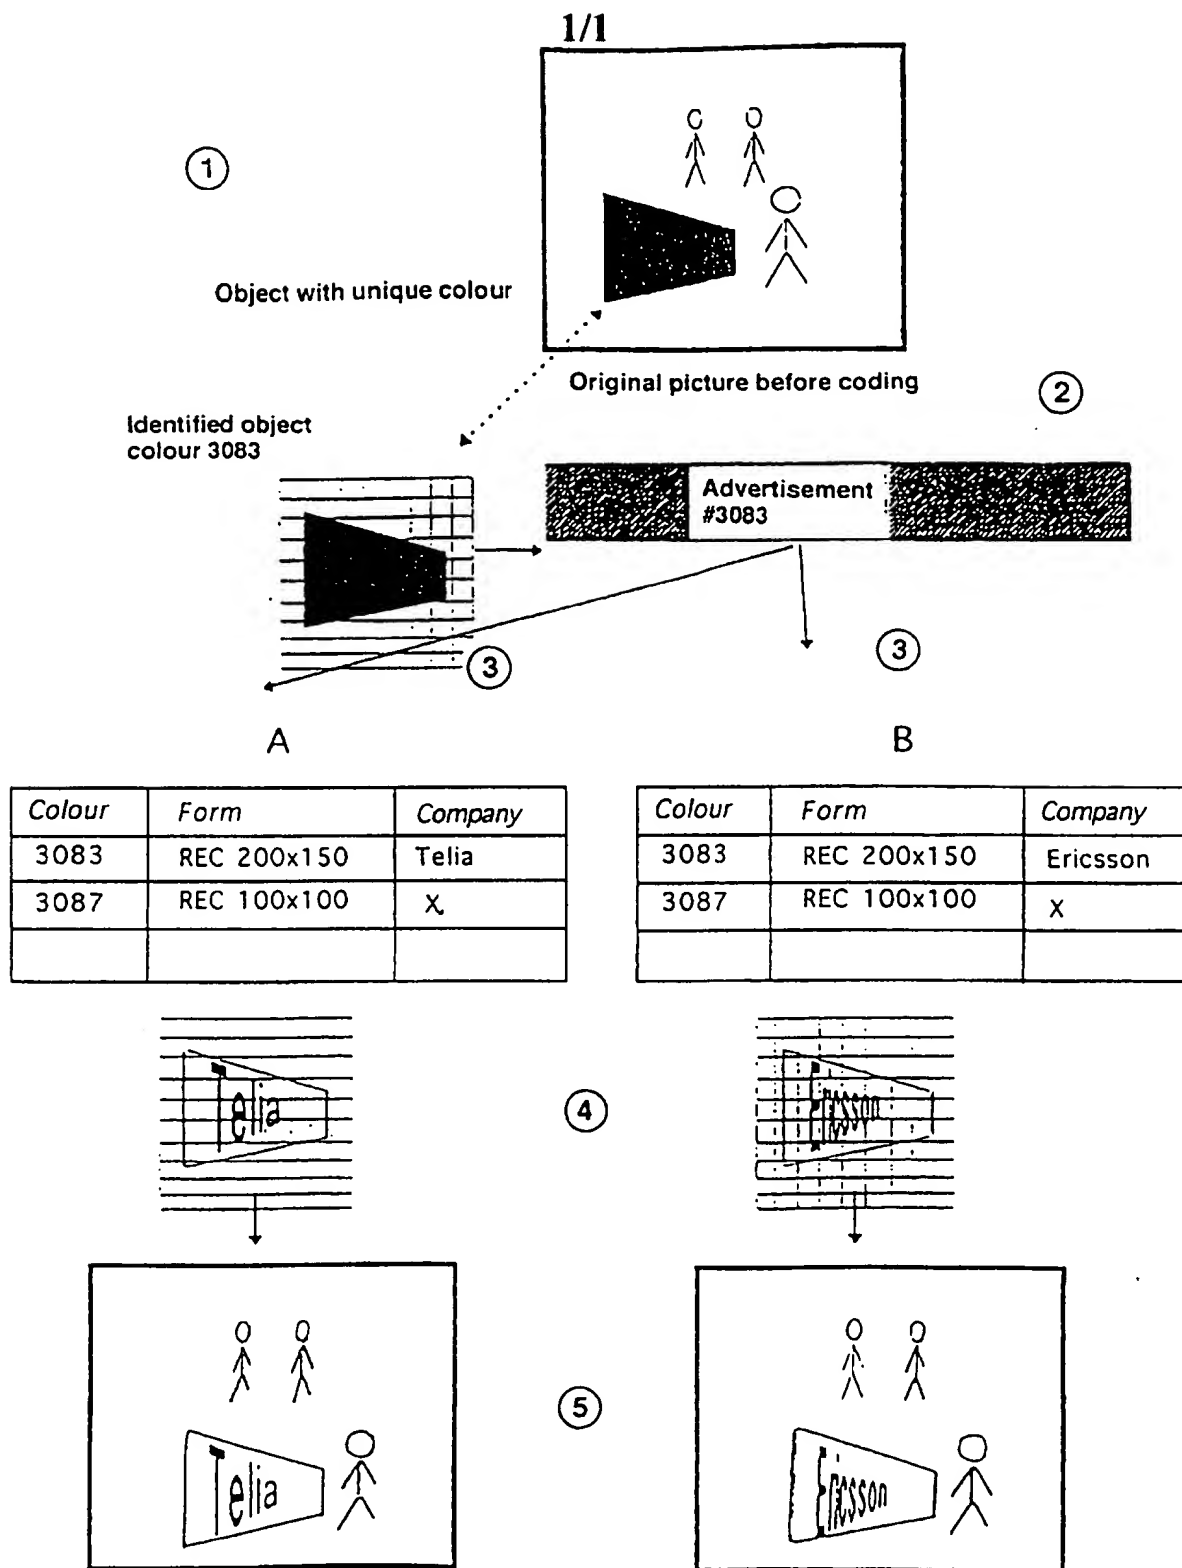 1/1
1
Object with unique colour
Original picture before coding
2
Identified object
colour 3083
Advertisement
#3083
3
3
A
B
Colour Form Company
3083 REC 200x150 Telia
3087 REC 100x100 X
Colour Form Company
3083 REC 200x150 Ericsson
3087 REC 100x100 X
Telia
4
Ericsson
5
Telia
Ericsson